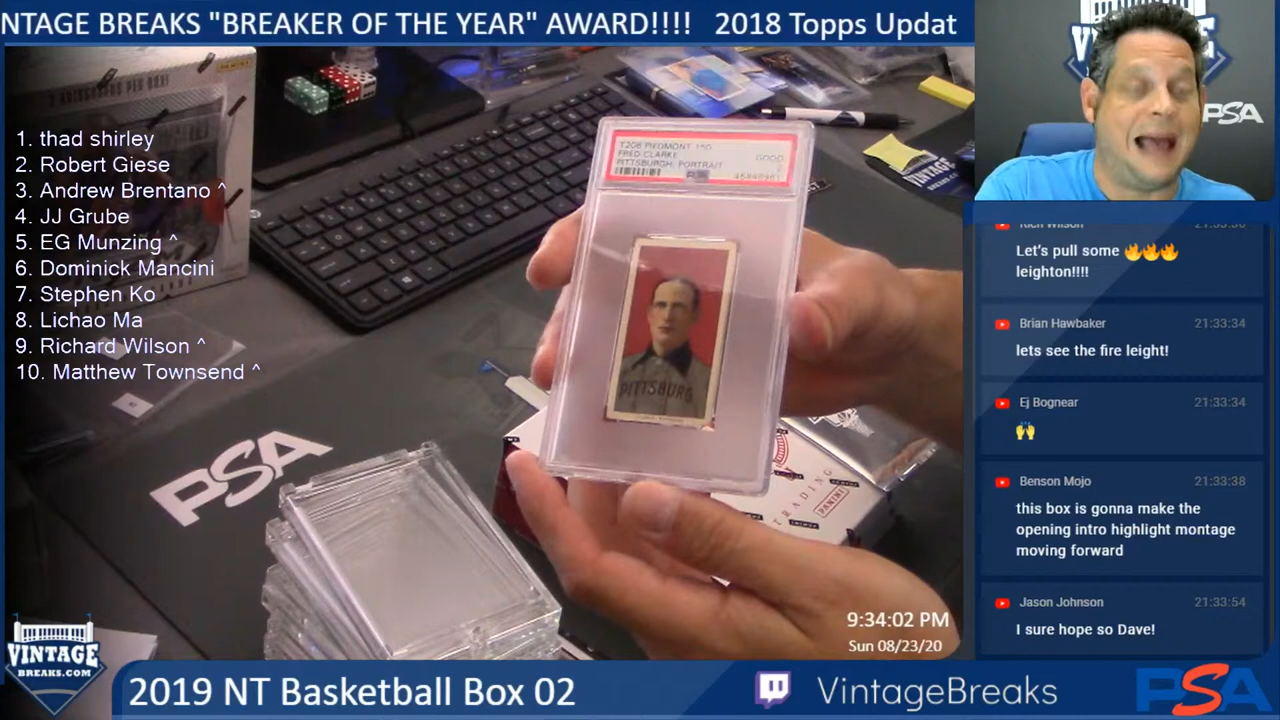 NTAGE BREAKS "BREAKER OF THE YEAR" AWARD!!!! 2018 Topps Updat
1. thad shirley
2. Robert Giese
3. Andrew Brentano ^
4. JJ Grube
5. EG Munzing ^
6. Dominick Mancini
7. Stephen Ko
8. Lichao Ma
9. Richard Wilson ^
10. Matthew Townsend ^
T206 PIEDMONT 150
FRED CLARKE GOOD
PITTSBURGH, PORTRAIT
PITTSBURG
PSA
TRADING
PANINI
PSA
Rich Wilson
Let's pull some 🔥🔥🔥
leighton!!!!
Brian Hawbaker 21:33:34
lets see the fire leight!
Ej Bognear 21:33:34
🙌
Benson Mojo 21:33:38
this box is gonna make the
opening intro highlight montage
moving forward
Jason Johnson 21:33:54
I sure hope so Dave!
9:34:02 PM
Sun 08/23/20
VINTAGE
BREAKS.COM
2019 NT Basketball Box 02
VintageBreaks
PSA